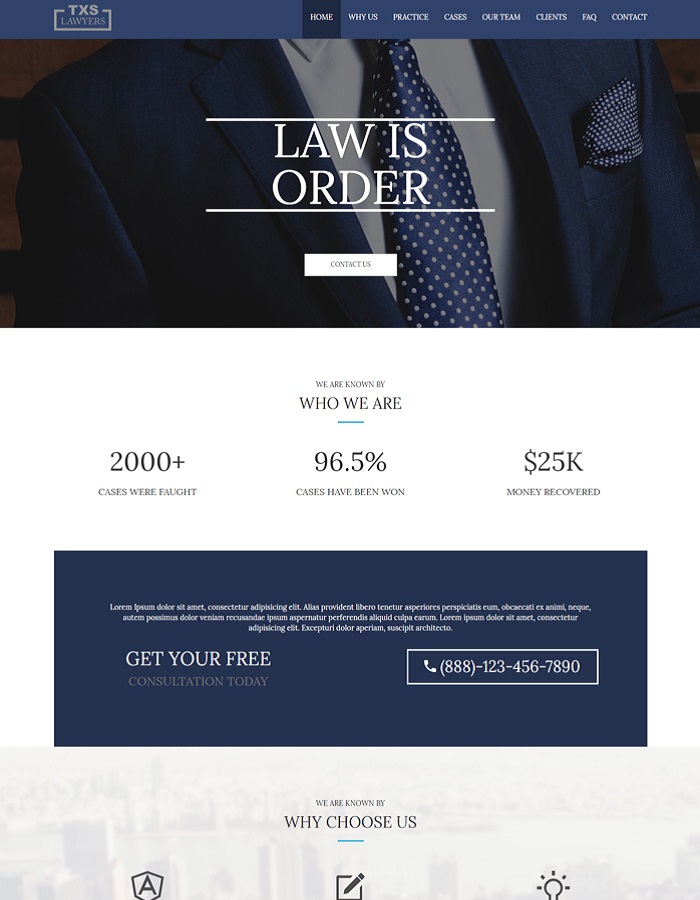 TXS
LAWYERS
HOME WHY US PRACTICE CASES OUR TEAM CLIENTS FAQ CONTACT
LAW IS
ORDER
CONTACT US
WE ARE KNOWN BY
WHO WE ARE
2000+ 96.5% $25K
CASES WERE FAUGHT CASES HAVE BEEN WON MONEY RECOVERED
Lorem Ipsum dolor sit amet, consectetur adipisicing elit. Alias provident libero tenetur asperiores perspiciatis eum, obcaecati ex animi, neque,
autem possimus dolor veniam recusandae ipsum aspernatur perferendis aliquid culpa earum. Lorem ipsum dolor sit amet, consectetur
adipisicing elit. Excepturi dolor aperiam, suscipit architecto.
GET YOUR FREE
CONSULTATION TODAY
(888)-123-456-7890
WE ARE KNOWN BY
WHY CHOOSE US